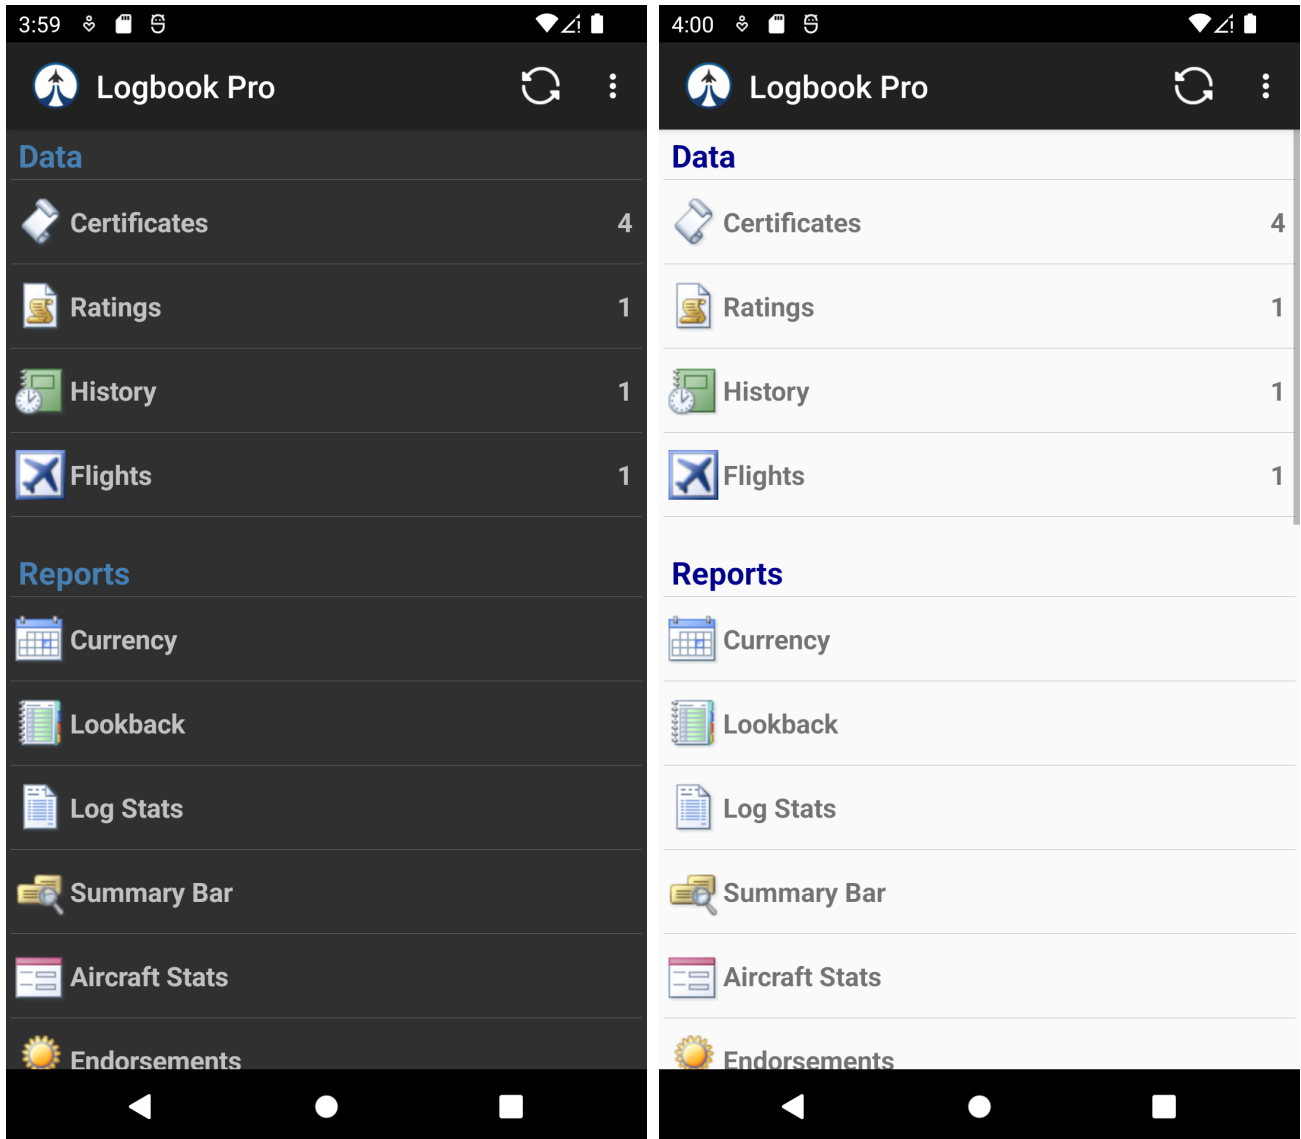 3:59
Logbook Pro
Data
Certificates 4
Ratings 1
History 1
Flights 1
Reports
Currency
Lookback
Log Stats
Summary Bar
Aircraft Stats
Endorsements
4:00
Logbook Pro
Data
Certificates 4
Ratings 1
History 1
Flights 1
Reports
Currency
Lookback
Log Stats
Summary Bar
Aircraft Stats
Endorsements